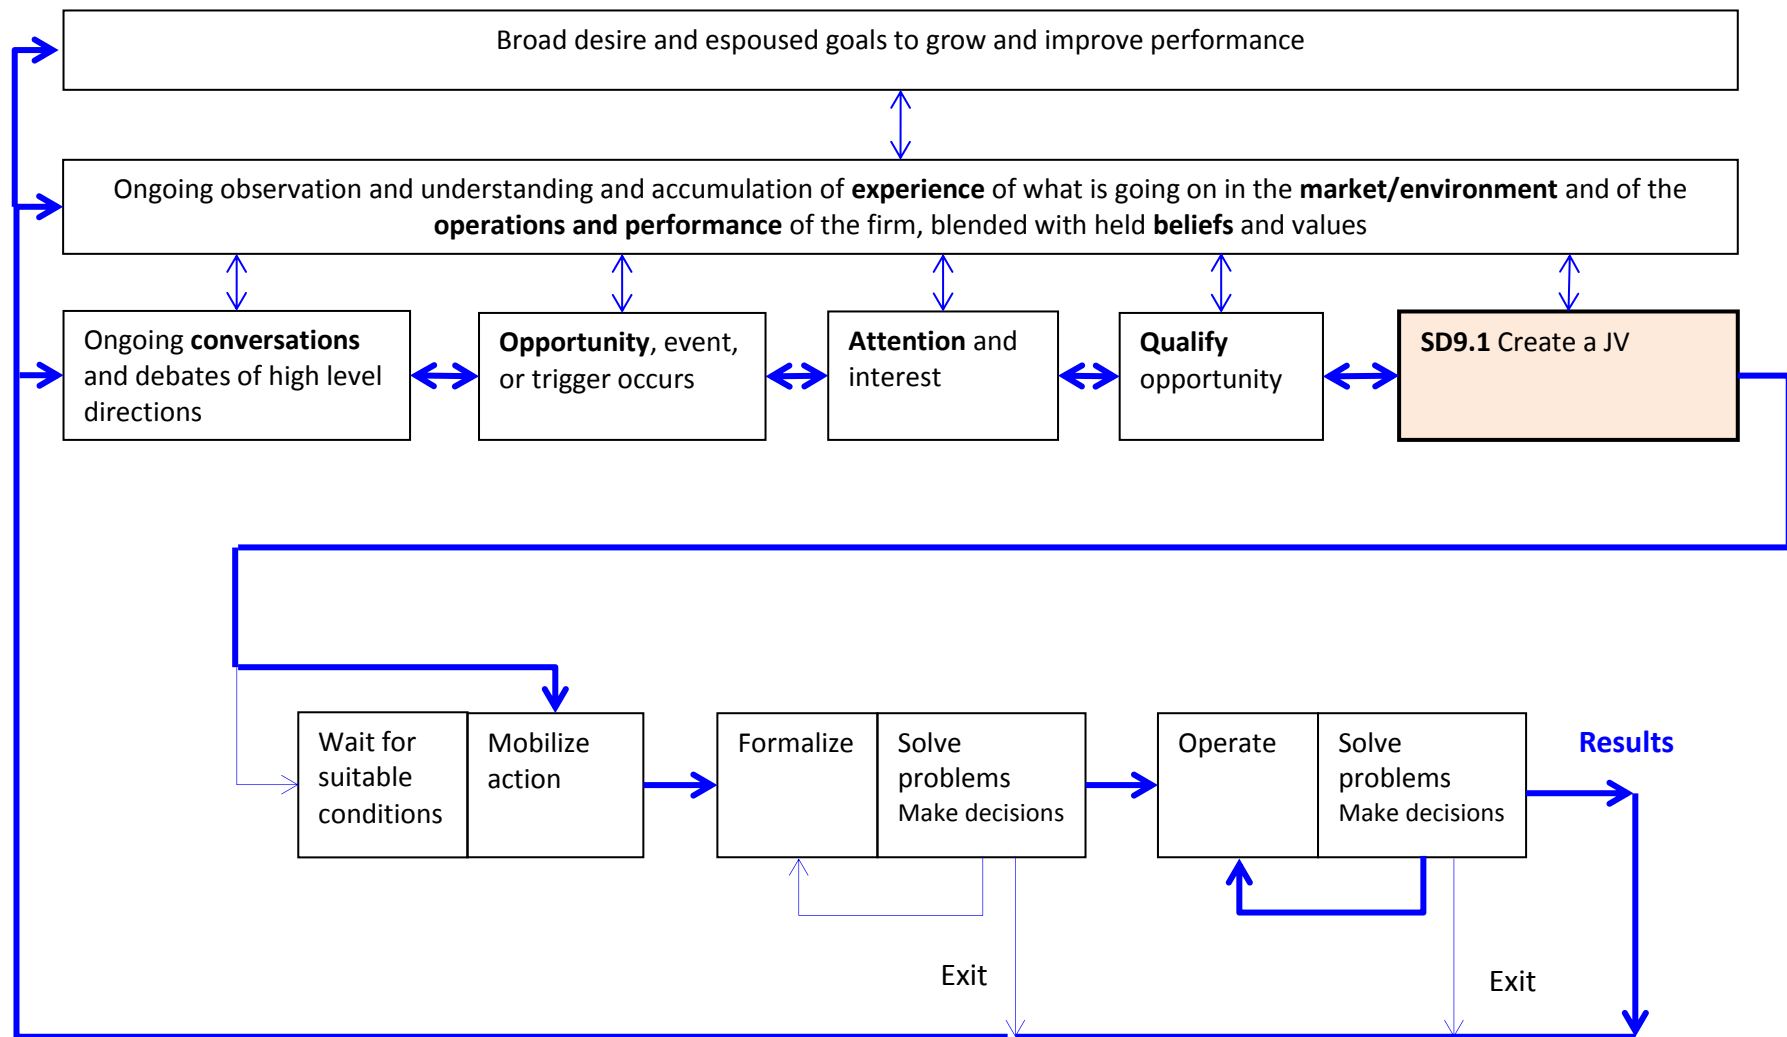 Broad desire and espoused goals to grow and improve performance
Ongoing observation and understanding and accumulation of experience of what is going on in the market/environment and of the
operations and performance of the firm, blended with held beliefs and values
Ongoing conversations
and debates of high level
directions
Opportunity, event,
or trigger occurs
Attention and
interest
Qualify
opportunity
SD9.1 Create a JV
Wait for
suitable
conditions
Mobilize
action
Formalize
Solve
problems
Make decisions
Operate
Solve
problems
Make decisions
Results
Exit
Exit